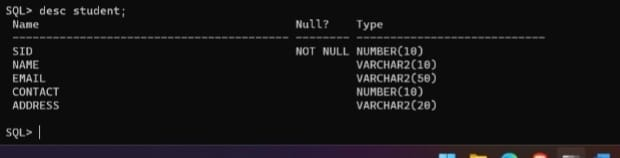 SQL> desc student;
Name Null? Type
----------------------------------------- -------- ----------------------------
SID NOT NULL NUMBER(10)
NAME VARCHAR2(10)
EMAIL VARCHAR2(50)
CONTACT NUMBER(10)
ADDRESS VARCHAR2(20)
SQL>